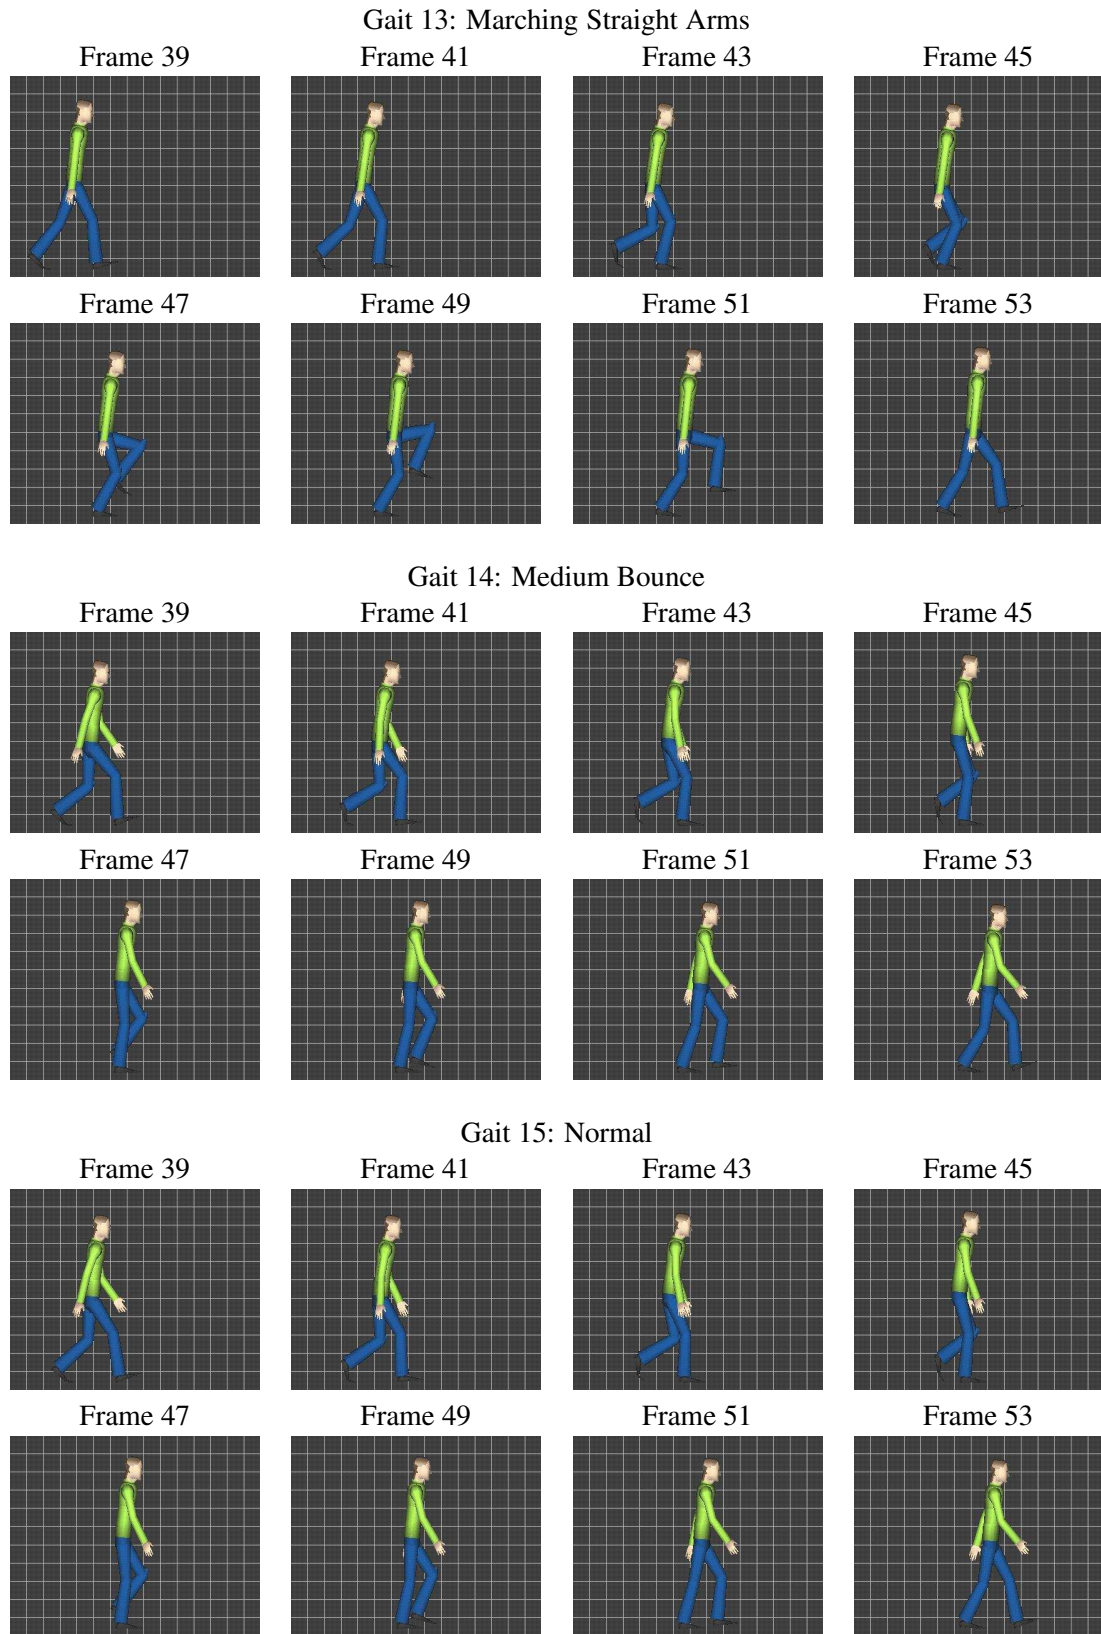 Gait 13: Marching Straight Arms
Frame 39 Frame 41 Frame 43 Frame 45
Frame 47 Frame 49 Frame 51 Frame 53
Gait 14: Medium Bounce
Frame 39 Frame 41 Frame 43 Frame 45
Frame 47 Frame 49 Frame 51 Frame 53
Gait 15: Normal
Frame 39 Frame 41 Frame 43 Frame 45
Frame 47 Frame 49 Frame 51 Frame 53